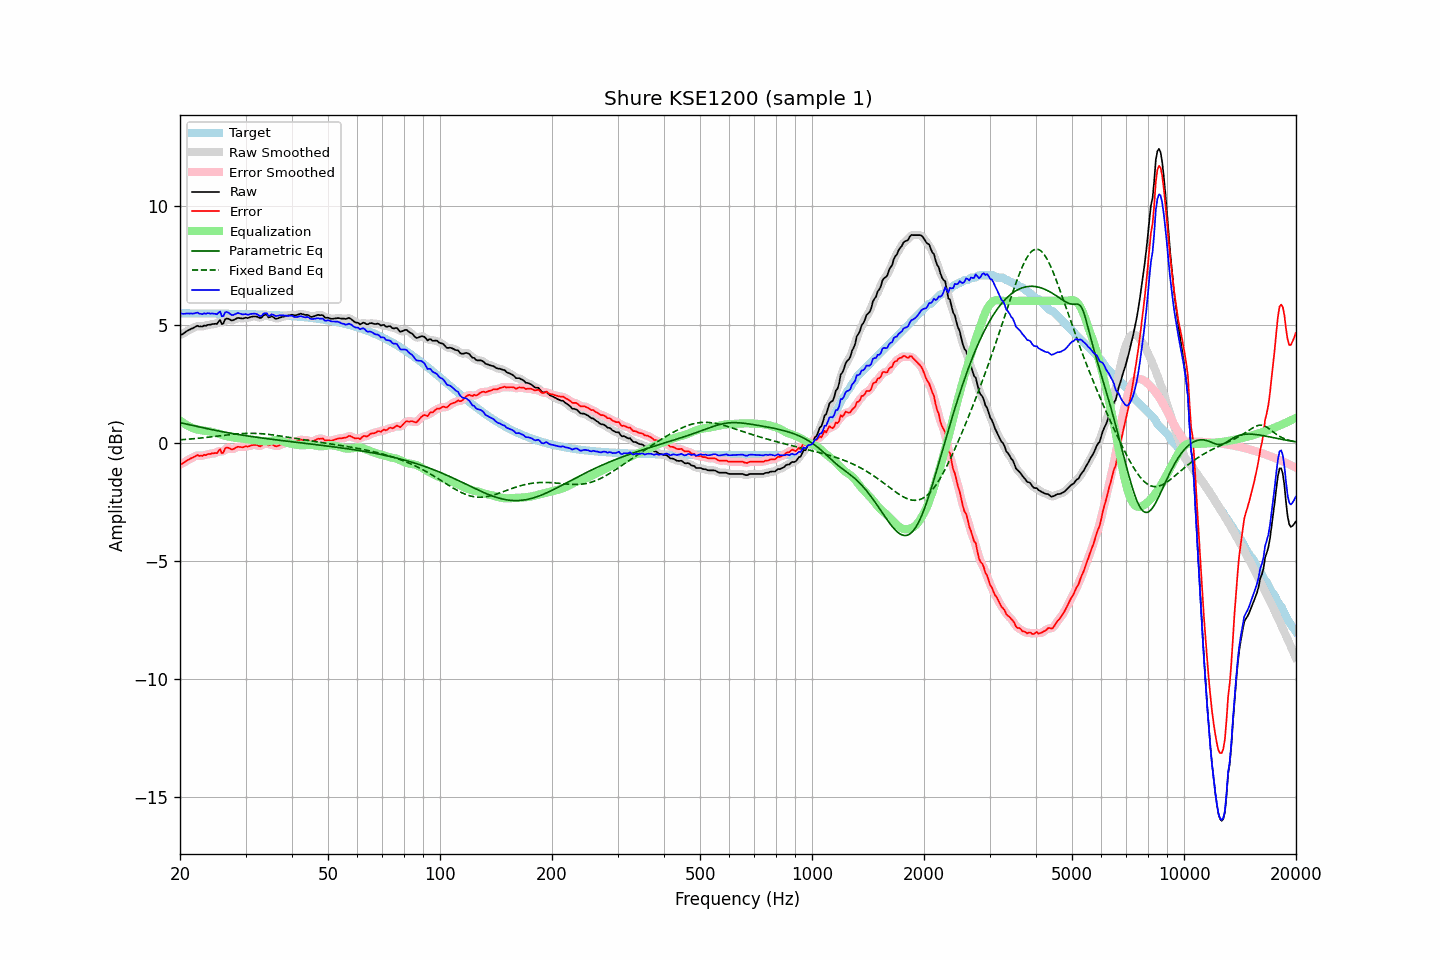 Shure KSE1200 (sample 1)
Target
Raw Smoothed
Error Smoothed
Raw
Error
Equalization
Parametric Eq
Fixed Band Eq
Equalized
Amplitude (dBr)
10
5
0
−5
−10
−15
20 50 100 200 500 1000 2000 5000 10000 20000
Frequency (Hz)